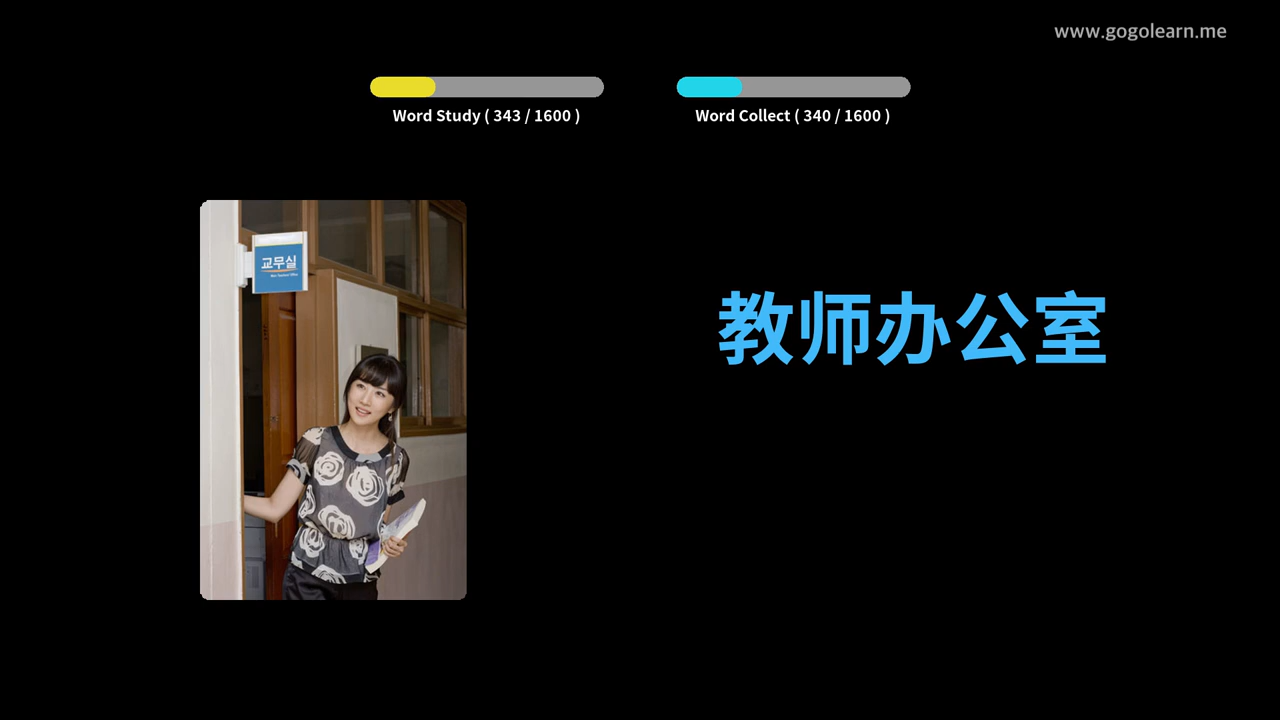 www.gogolearn.me
Word Study ( 343 / 1600 )
Word Collect ( 340 / 1600 )
교무실
教师办公室